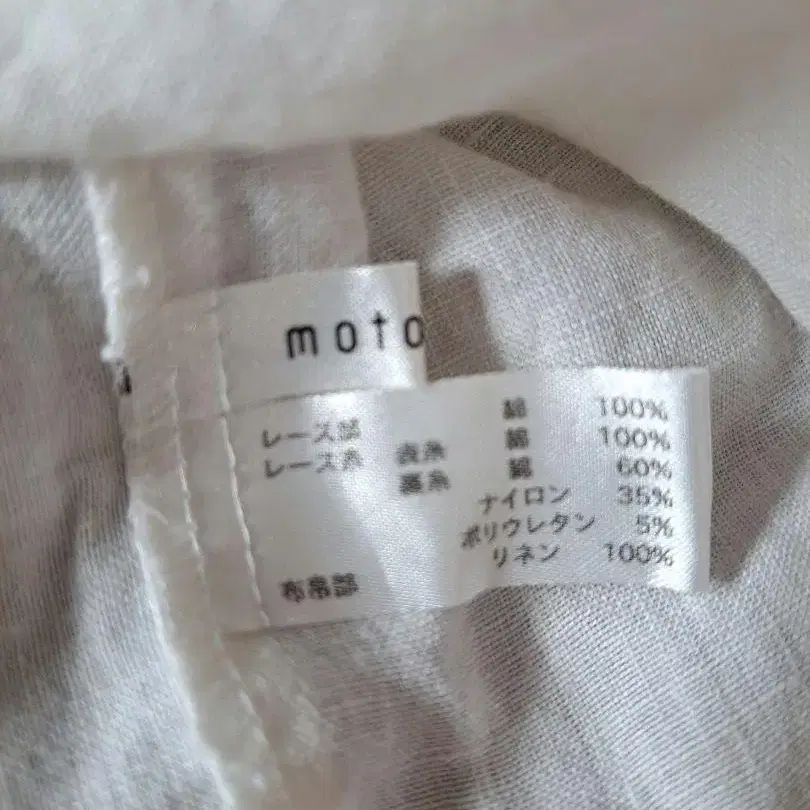 moto
綿 100%
レース部 綿 100%
レース糸 表糸 綿 60%
裏糸 ナイロン 35%
ポリウレタン 5%
布帛部 リネン 100%